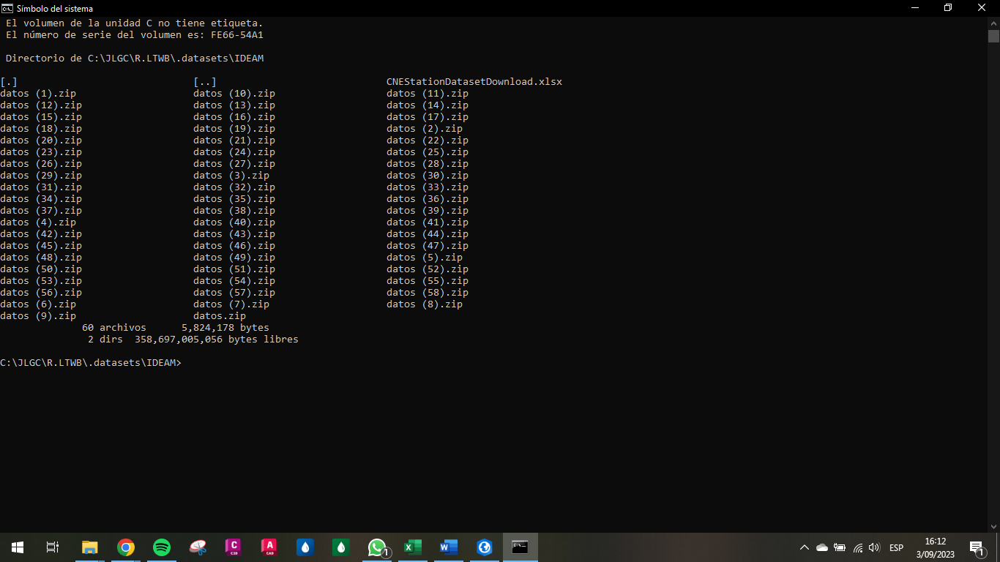 Símbolo del sistema
El volumen de la unidad C no tiene etiqueta.
El número de serie del volumen es: FE66-54A1
Directorio de C:\JLGC\R.LTWB\.datasets\IDEAM
[.] [..] CNEStationDatasetDownload.xlsx
datos (1).zip datos (10).zip datos (11).zip
datos (12).zip datos (13).zip datos (14).zip
datos (15).zip datos (16).zip datos (17).zip
datos (18).zip datos (19).zip datos (2).zip
datos (20).zip datos (21).zip datos (22).zip
datos (23).zip datos (24).zip datos (25).zip
datos (26).zip datos (27).zip datos (28).zip
datos (29).zip datos (3).zip datos (30).zip
datos (31).zip datos (32).zip datos (33).zip
datos (34).zip datos (35).zip datos (36).zip
datos (37).zip datos (38).zip datos (39).zip
datos (4).zip datos (40).zip datos (41).zip
datos (42).zip datos (43).zip datos (44).zip
datos (45).zip datos (46).zip datos (47).zip
datos (48).zip datos (49).zip datos (5).zip
datos (50).zip datos (51).zip datos (52).zip
datos (53).zip datos (54).zip datos (55).zip
datos (56).zip datos (57).zip datos (58).zip
datos (6).zip datos (7).zip datos (8).zip
datos (9).zip datos.zip
60 archivos 5,824,178 bytes
2 dirs 358,697,005,056 bytes libres
C:\JLGC\R.LTWB\.datasets\IDEAM>
C C3D A CAD 1 ESP 16:12 1
3/09/2023